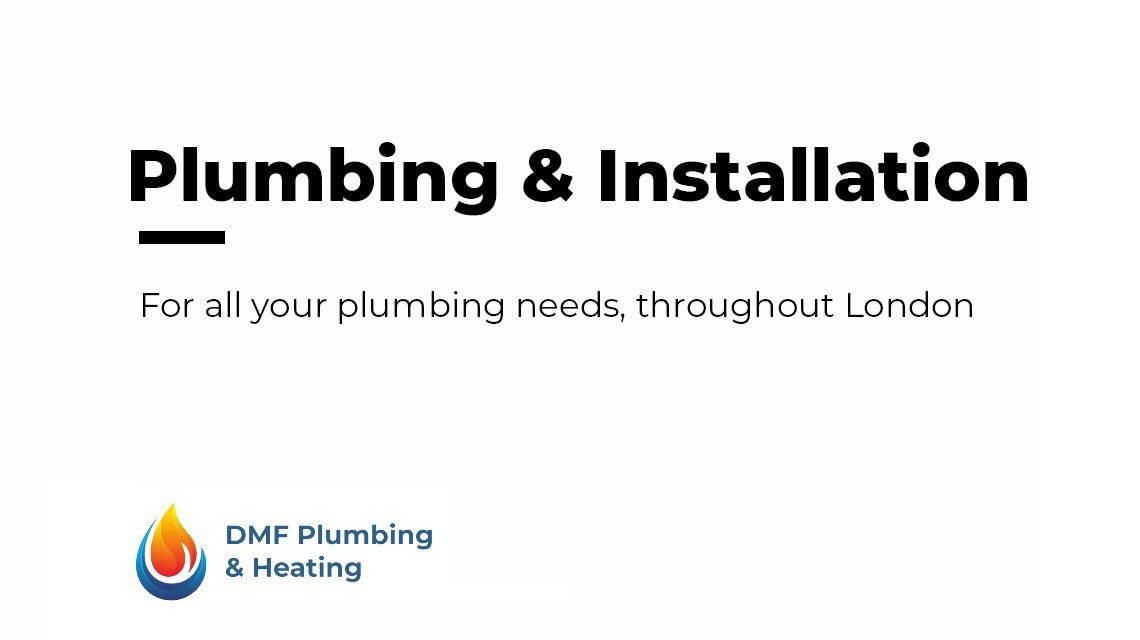 Plumbing & Installation
For all your plumbing needs, throughout London
DMF Plumbing
& Heating